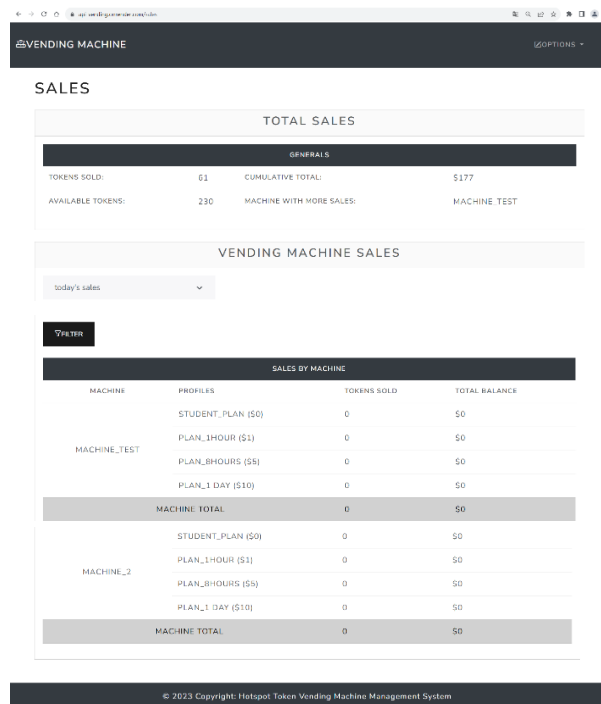 VENDING MACHINE
OPTIONS
SALES
TOTAL SALES
GENERALS
TOKENS SOLD: 61 CUMULATIVE TOTAL: $177
AVAILABLE TOKENS: 230 MACHINE WITH MORE SALES: MACHINE_TEST
VENDING MACHINE SALES
today's sales
FILTER
SALES BY MACHINE
MACHINE PROFILES TOKENS SOLD TOTAL BALANCE
STUDENT_PLAN ($0) 0 $0
PLAN_1HOUR ($1) 0 $0
MACHINE_TEST
PLAN_8HOURS ($5) 0 $0
PLAN_1 DAY ($10) 0 $0
MACHINE TOTAL 0 $0
STUDENT_PLAN ($0) 0 $0
PLAN_1HOUR ($1) 0 $0
MACHINE_2
PLAN_8HOURS ($5) 0 $0
PLAN_1 DAY ($10) 0 $0
MACHINE TOTAL 0 $0
© 2023 Copyright: Hotspot Token Vending Machine Management System